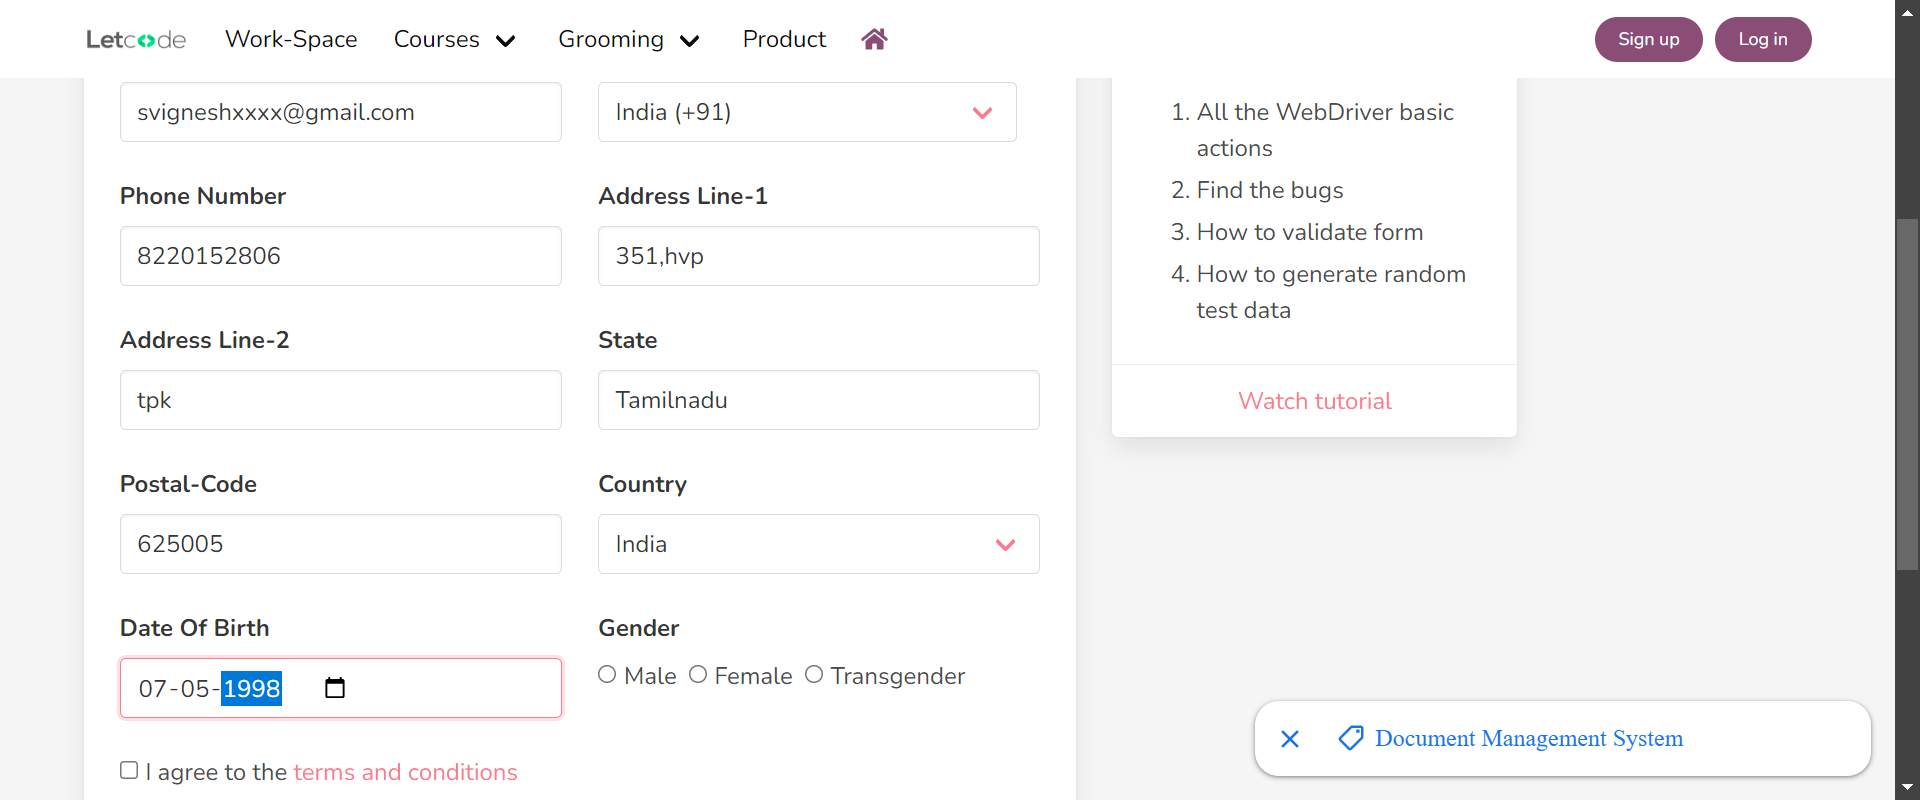 Letcode Work-Space Courses Grooming Product Sign up Log in
svigneshxxxx@gmail.com India (+91)
Phone Number Address Line-1
8220152806 351,hvp
Address Line-2 State
tpk Tamilnadu
Postal-Code Country
625005 India
Date Of Birth Gender
07-05-1998 Male Female Transgender
I agree to the terms and conditions
1. All the WebDriver basic
actions
2. Find the bugs
3. How to validate form
4. How to generate random
test data
Watch tutorial
Document Management System